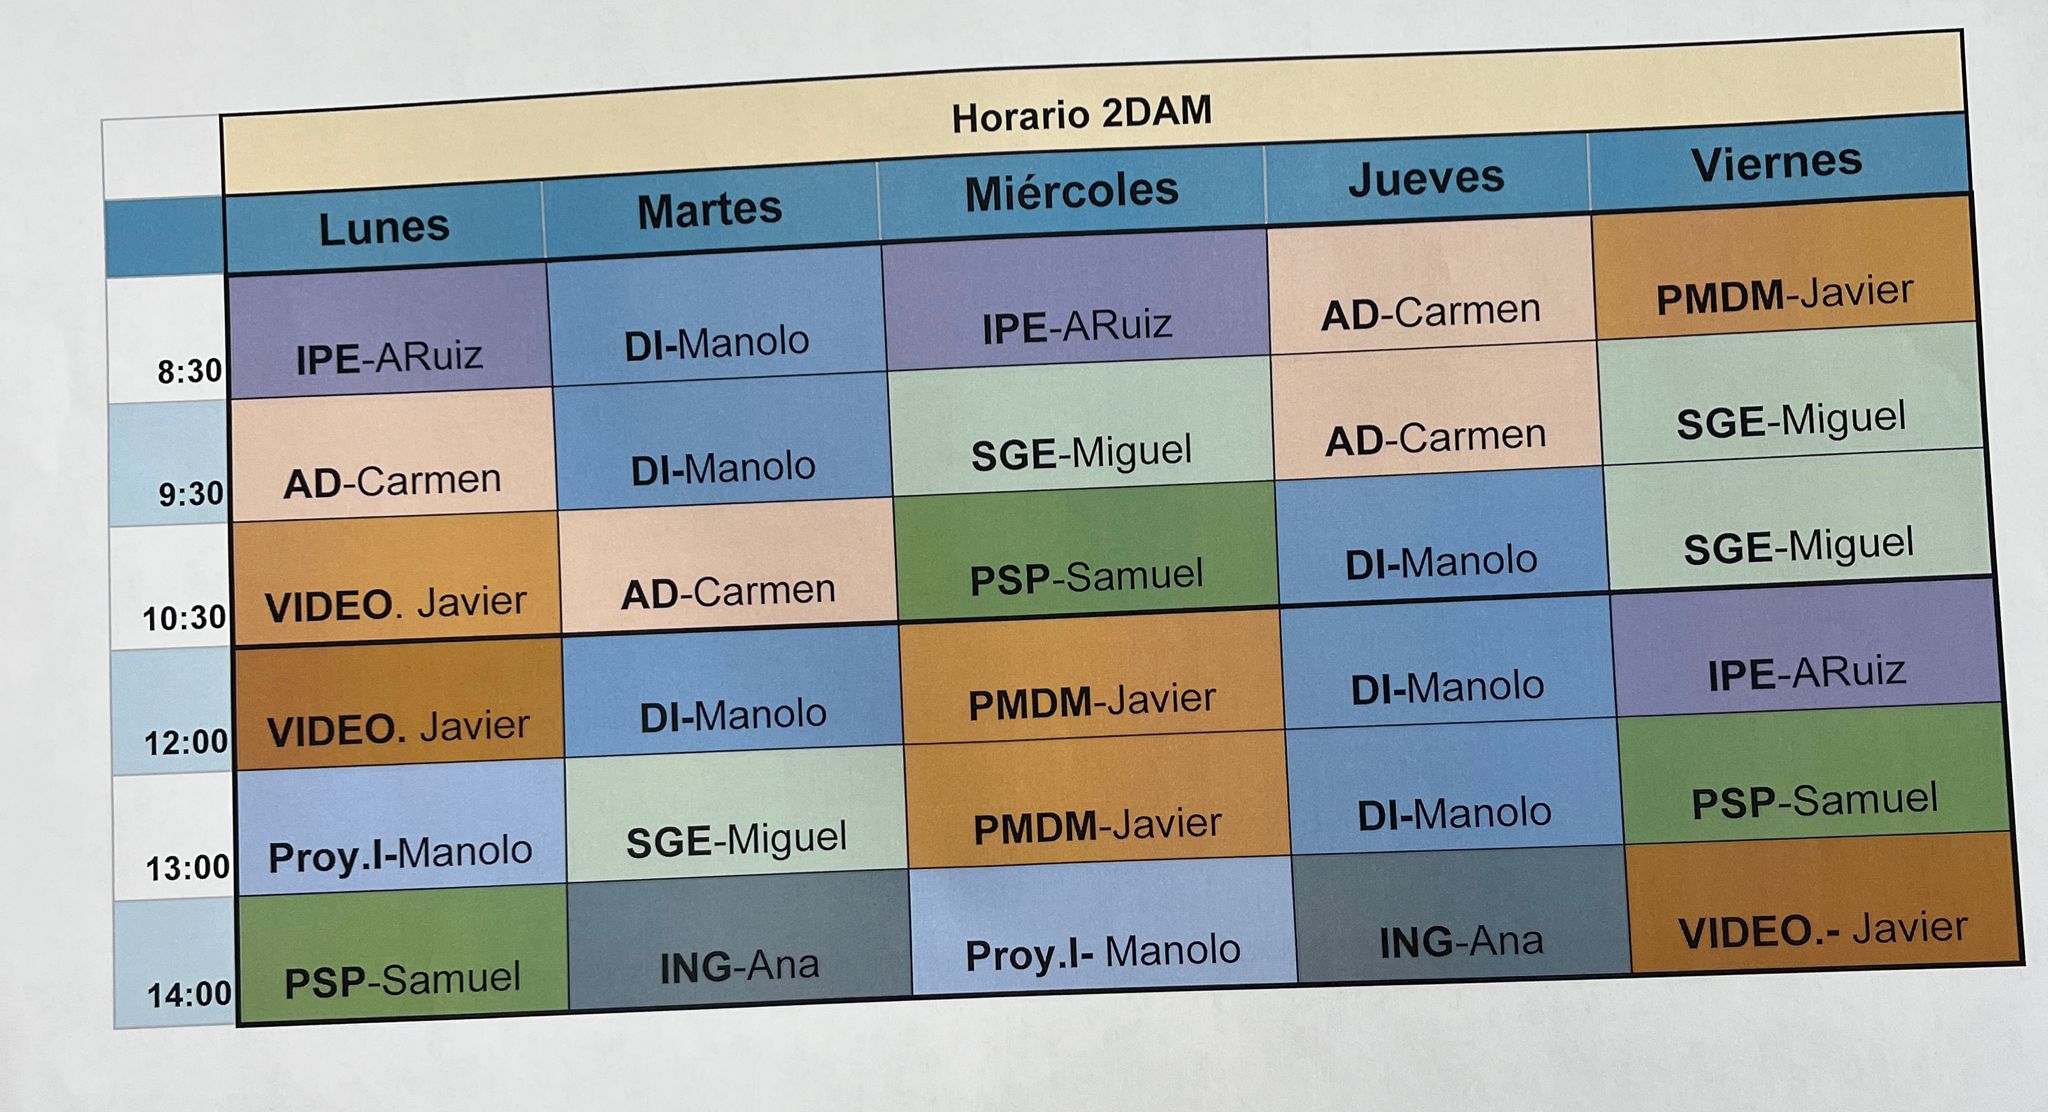 Horario 2DAM
Lunes Martes Miércoles Jueves Viernes
8:30 IPE-ARuiz DI-Manolo IPE-ARuiz AD-Carmen PMDM-Javier
9:30 AD-Carmen DI-Manolo SGE-Miguel AD-Carmen SGE-Miguel
10:30 VIDEO. Javier AD-Carmen PSP-Samuel DI-Manolo SGE-Miguel
12:00 VIDEO. Javier DI-Manolo PMDM-Javier DI-Manolo IPE-ARuiz
13:00 Proy.I-Manolo SGE-Miguel PMDM-Javier DI-Manolo PSP-Samuel
14:00 PSP-Samuel ING-Ana Proy.I- Manolo ING-Ana VIDEO.- Javier